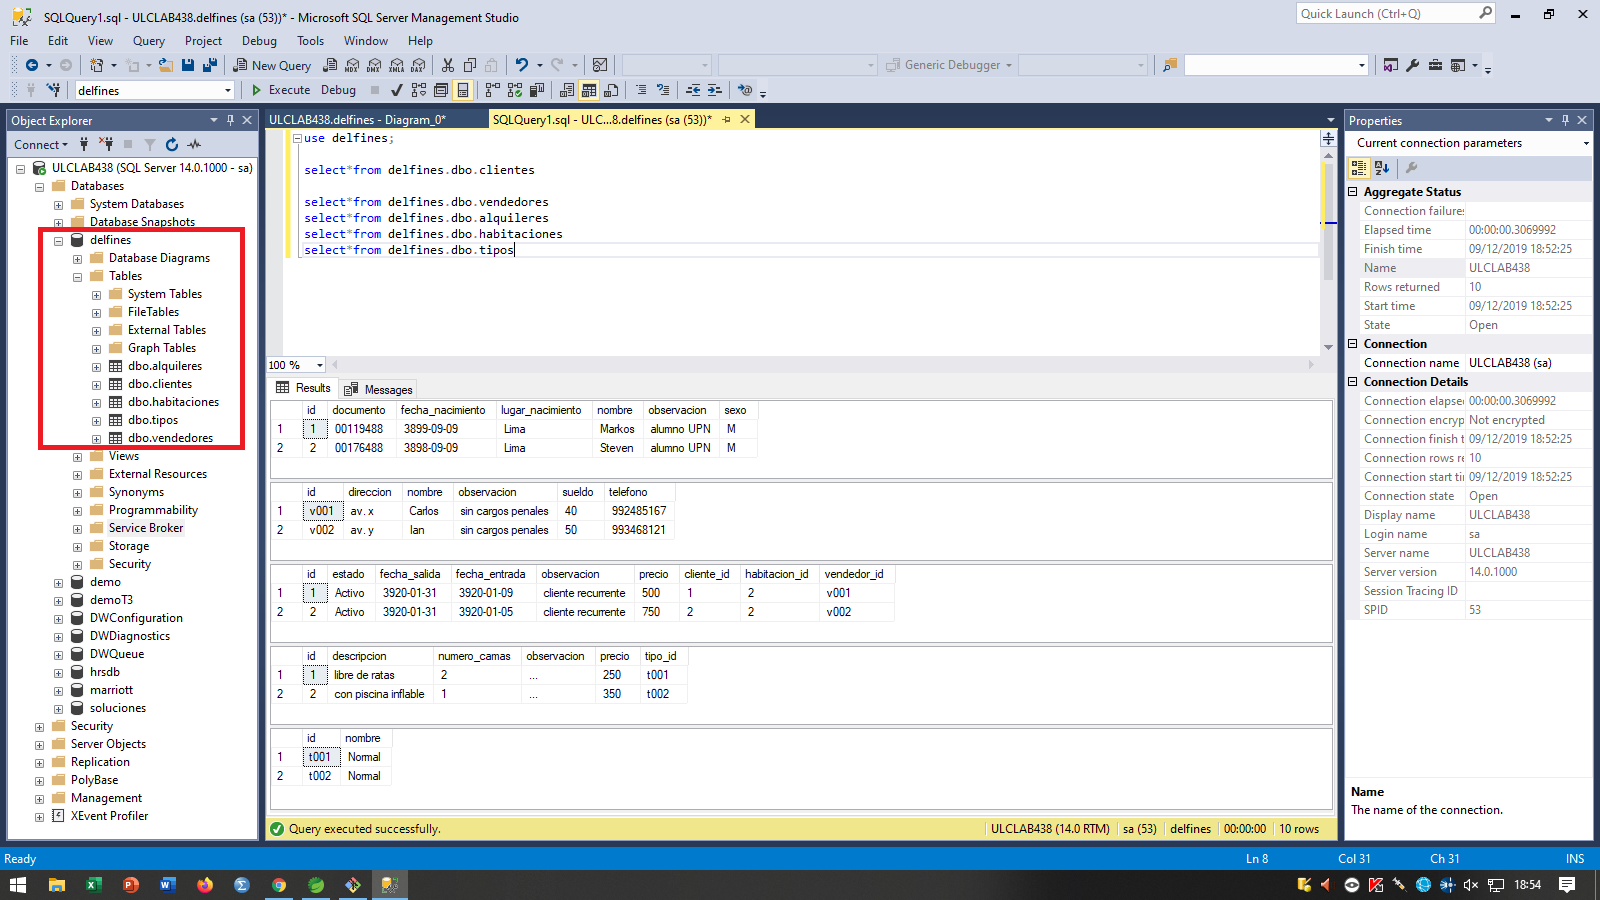 SQLQuery1.sql - ULCLAB438.delfines (sa (53))* - Microsoft SQL Server Management Studio
Quick Launch (Ctrl+Q)
File Edit View Query Project Debug Tools Window Help
New Query
MDX DMX XMLA DAX
Generic Debugger
delfines
Execute Debug
Object Explorer
Connect
ULCLAB438 (SQL Server 14.0.1000 - sa)
Databases
System Databases
Database Snapshots
delfines
Database Diagrams
Tables
System Tables
FileTables
External Tables
Graph Tables
dbo.alquileres
dbo.clientes
dbo.habitaciones
dbo.tipos
dbo.vendedores
Views
External Resources
Synonyms
Programmability
Service Broker
Storage
Security
demo
demoT3
DWConfiguration
DWDiagnostics
DWQueue
hrsdb
marriott
soluciones
Security
Server Objects
Replication
PolyBase
Management
XEvent Profiler
ULCLAB438.delfines - Diagram_0*
SQLQuery1.sql - ULC...8.delfines (sa (53))*
use delfines;
select*from delfines.dbo.clientes
select*from delfines.dbo.vendedores
select*from delfines.dbo.alquileres
select*from delfines.dbo.habitaciones
select*from delfines.dbo.tipos
100 %
Results Messages
id documento fecha_nacimiento lugar_nacimiento nombre observacion sexo
1 1 00119488 3899-09-09 Lima Markos alumno UPN M
2 2 00176488 3898-09-09 Lima Steven alumno UPN M
id direccion nombre observacion sueldo telefono
1 v001 av. x Carlos sin cargos penales 40 992485167
2 v002 av. y Ian sin cargos penales 50 993468121
id estado fecha_salida fecha_entrada observacion precio cliente_id habitacion_id vendedor_id
1 1 Activo 3920-01-31 3920-01-09 cliente recurrente 500 1 2 v001
2 2 Activo 3920-01-31 3920-01-05 cliente recurrente 750 2 2 v002
id descripcion numero_camas observacion precio tipo_id
1 1 libre de ratas 2 ... 250 t001
2 2 con piscina inflable 1 ... 350 t002
id nombre
1 t001 Normal
2 t002 Normal
Query executed successfully.
ULCLAB438 (14.0 RTM) sa (53) delfines 00:00:00 10 rows
Properties
Current connection parameters
Aggregate Status
Connection failures
Elapsed time 00:00:00.3069992
Finish time 09/12/2019 18:52:25
Name ULCLAB438
Rows returned 10
Start time 09/12/2019 18:52:25
State Open
Connection
Connection name ULCLAB438 (sa)
Connection Details
Connection elapse 00:00:00.3069992
Connection encryp Not encrypted
Connection finish t 09/12/2019 18:52:25
Connection rows re 10
Connection start ti 09/12/2019 18:52:25
Connection state Open
Display name ULCLAB438
Login name sa
Server name ULCLAB438
Server version 14.0.1000
Session Tracing ID
SPID 53
Name
The name of the connection.
Ready
Ln 8 Col 31 Ch 31 INS
18:54